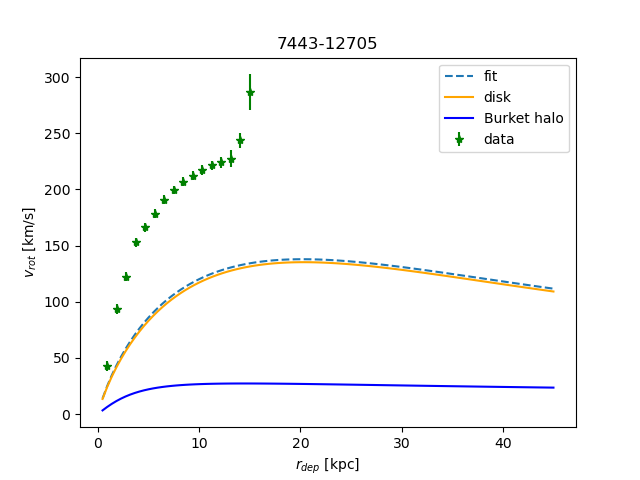 7443-12705
300
250
200
150
100
50
0
v_rot [km/s]
0 10 20 30 40
r_dep [kpc]
fit
disk
Burket halo
data